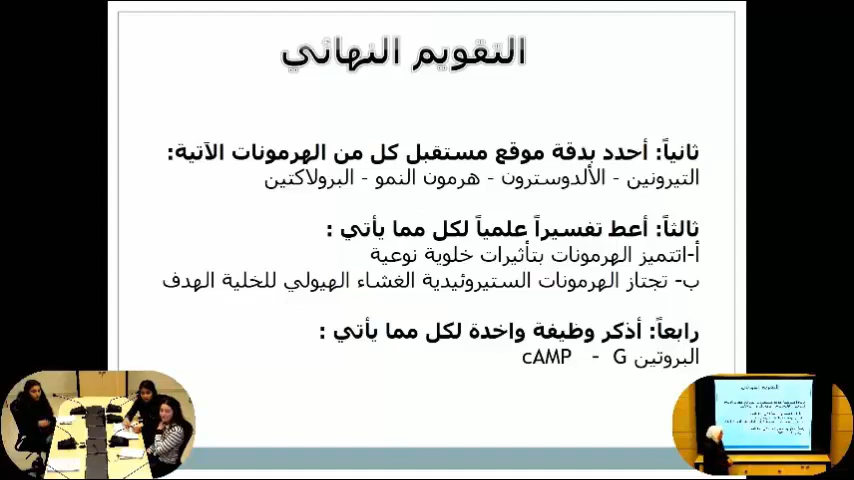 التقويم النهائي
ثانياً: أحدد بدقة موقع مستقبل كل من الهرمونات الآتية:
التيرونين - الألدوسترون - هرمون النمو - البرولاكتين
ثالثاً: أعط تفسيراً علمياً لكل مما يأتي :
أ-اتتميز الهرمونات بتأثيرات خلوية نوعية
ب- تجتاز الهرمونات الستيروئيدية الغشاء الهيولي للخلية الهدف
رابعاً: أذكر وظيفة واخدة لكل مما يأتي :
البروتين G - cAMP